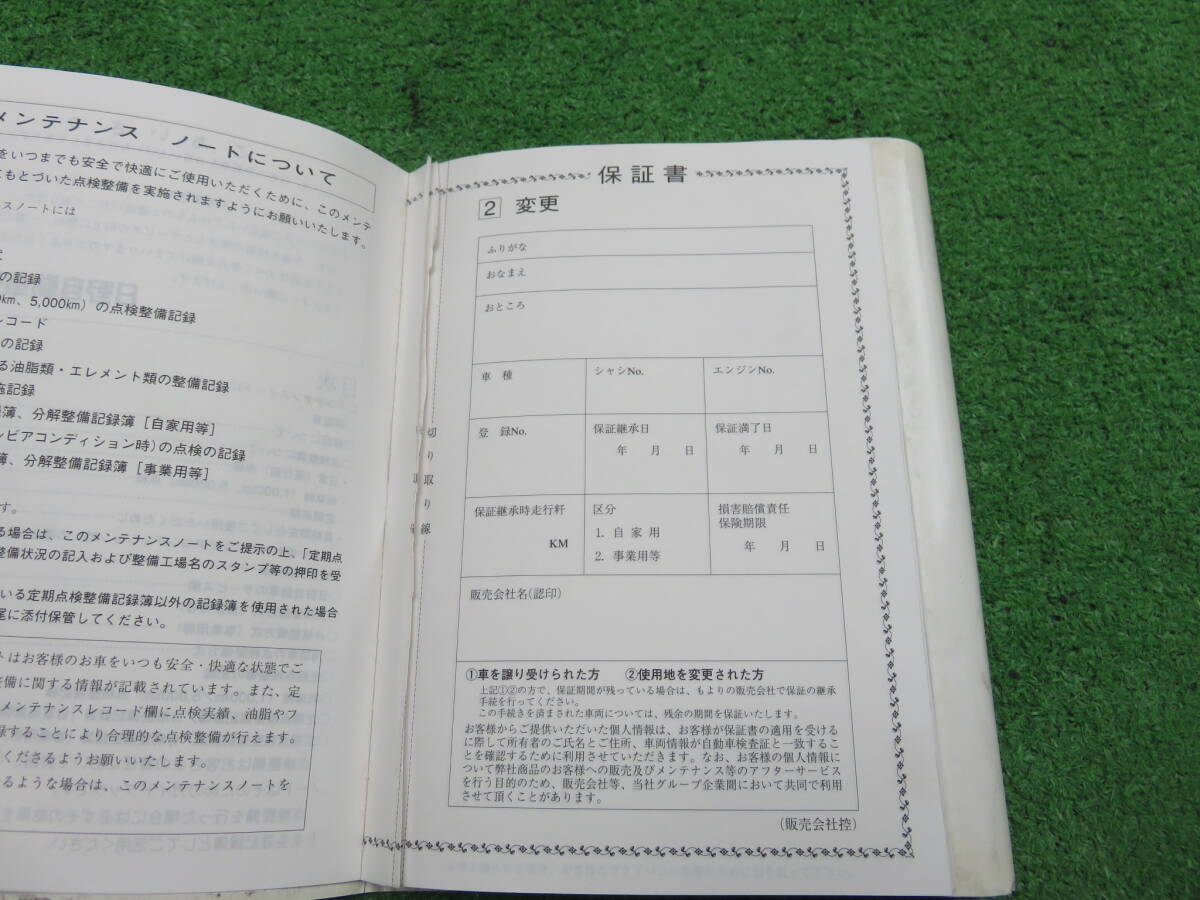 メンテナンス ノートについて
をいつまでも安全で快適にご使用いただくために、このメンテ
にもとづいた点検整備を実施されますようにお願いいたします。
スノートには
の記録
km、5,000km）の点検整備記録
レコード
の記録
る油脂類・エレメント類の整備記録
施記録
録簿、分解整備記録簿［自家用等］
シビアコンディション時）の点検の記録
簿、分解整備記録簿［事業用等］
す。
る場合は、このメンテナンスノートをご提示の上、「定期点
整備状況の記入および整備工場名のスタンプ等の押印を受
いる定期点検整備記録簿以外の記録簿を使用された場合
尾に添付保管してください。
トはお客様のお車をいつも安全・快適な状態でご
整備に関する情報が記載されています。また、定
メンテナンスレコード欄に点検実績、油脂やフ
録することにより合理的な点検整備が行えます。
くださるようお願いいたします。
るような場合は、このメンテナンスノートを
切り取り線
保証書
2 変更
ふりがな
おなまえ
おところ
車種 シャシNo. エンジンNo.
登録No. 保証継承日 保証満了日
年 月 日 年 月 日
保証継承時走行粁 区分 損害賠償責任
保険期限
KM 1. 自家用
2. 事業用等 年 月 日
販売会社名(認印)
①車を譲り受けられた方 ②使用地を変更された方
上記①②の方で、保証期間が残っている場合は、もよりの販売会社で保証の継承
手続を行ってください。
この手続きを済まされた車両については、残余の期間を保証いたします。
お客様からご提供いただいた個人情報は、お客様が保証書の適用を受ける
に際して所有者のご氏名とご住所、車両情報が自動車検査証と一致するこ
とを確認するために利用させていただきます。なお、お客様の個人情報に
ついて弊社商品のお客様への販売及びメンテナンス等のアフターサービス
を行う目的のため、販売会社等、当社グループ企業間において共同で利用
させて頂くことがあります。
(販売会社控)